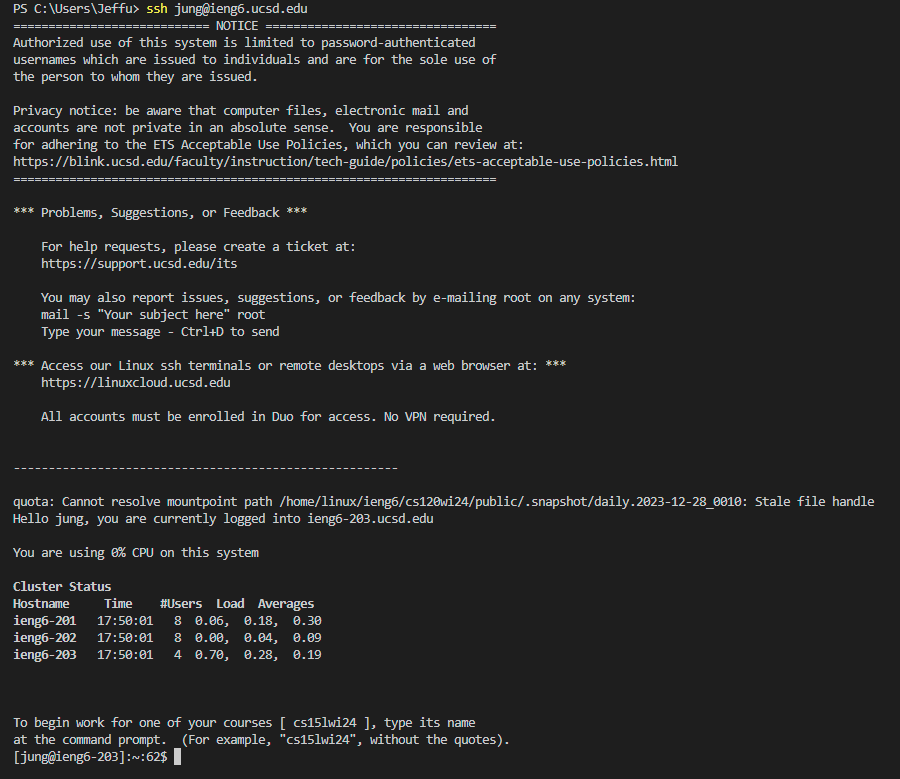 PS C:\Users\Jeffu> ssh jung@ieng6.ucsd.edu
============================ NOTICE =================================
Authorized use of this system is limited to password-authenticated
usernames which are issued to individuals and are for the sole use of
the person to whom they are issued.
Privacy notice: be aware that computer files, electronic mail and
accounts are not private in an absolute sense.  You are responsible
for adhering to the ETS Acceptable Use Policies, which you can review at:
https://blink.ucsd.edu/faculty/instruction/tech-guide/policies/ets-acceptable-use-policies.html
=====================================================================
*** Problems, Suggestions, or Feedback ***
    For help requests, please create a ticket at:
    https://support.ucsd.edu/its
    You may also report issues, suggestions, or feedback by e-mailing root on any system:
    mail -s "Your subject here" root
    Type your message - Ctrl+D to send
*** Access our Linux ssh terminals or remote desktops via a web browser at: ***
    https://linuxcloud.ucsd.edu
    All accounts must be enrolled in Duo for access. No VPN required.
-------------------------------------------------------
quota: Cannot resolve mountpoint path /home/linux/ieng6/cs120wi24/public/.snapshot/daily.2023-12-28_0010: Stale file handle
Hello jung, you are currently logged into ieng6-203.ucsd.edu
You are using 0% CPU on this system
Cluster Status
Hostname     Time    #Users  Load  Averages
ieng6-201   17:50:01   8  0.06,  0.18,  0.30
ieng6-202   17:50:01   8  0.00,  0.04,  0.09
ieng6-203   17:50:01   4  0.70,  0.28,  0.19
To begin work for one of your courses [ cs15lwi24 ], type its name
at the command prompt.  (For example, "cs15lwi24", without the quotes).
[jung@ieng6-203]:~:62$